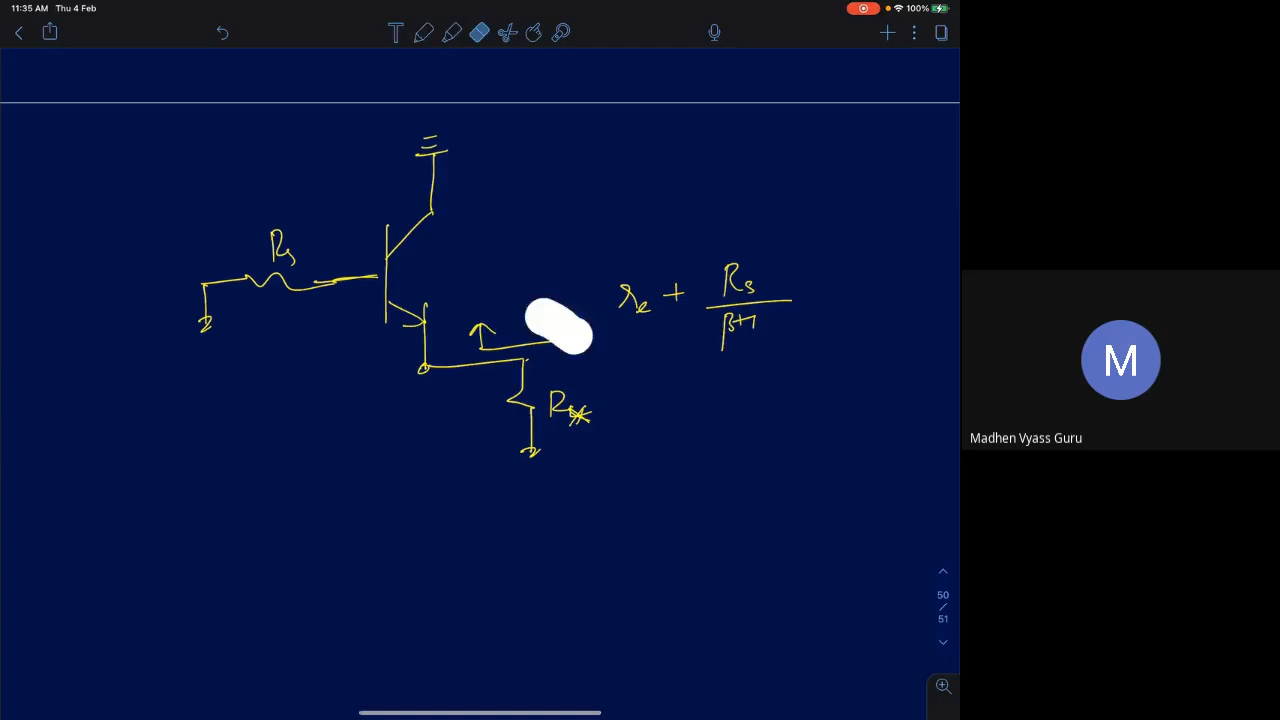 11:35 AM Thu 4 Feb
100%
T
Rs
re + Rs
β+1
R
50
/
51
M
Madhen Vyass Guru